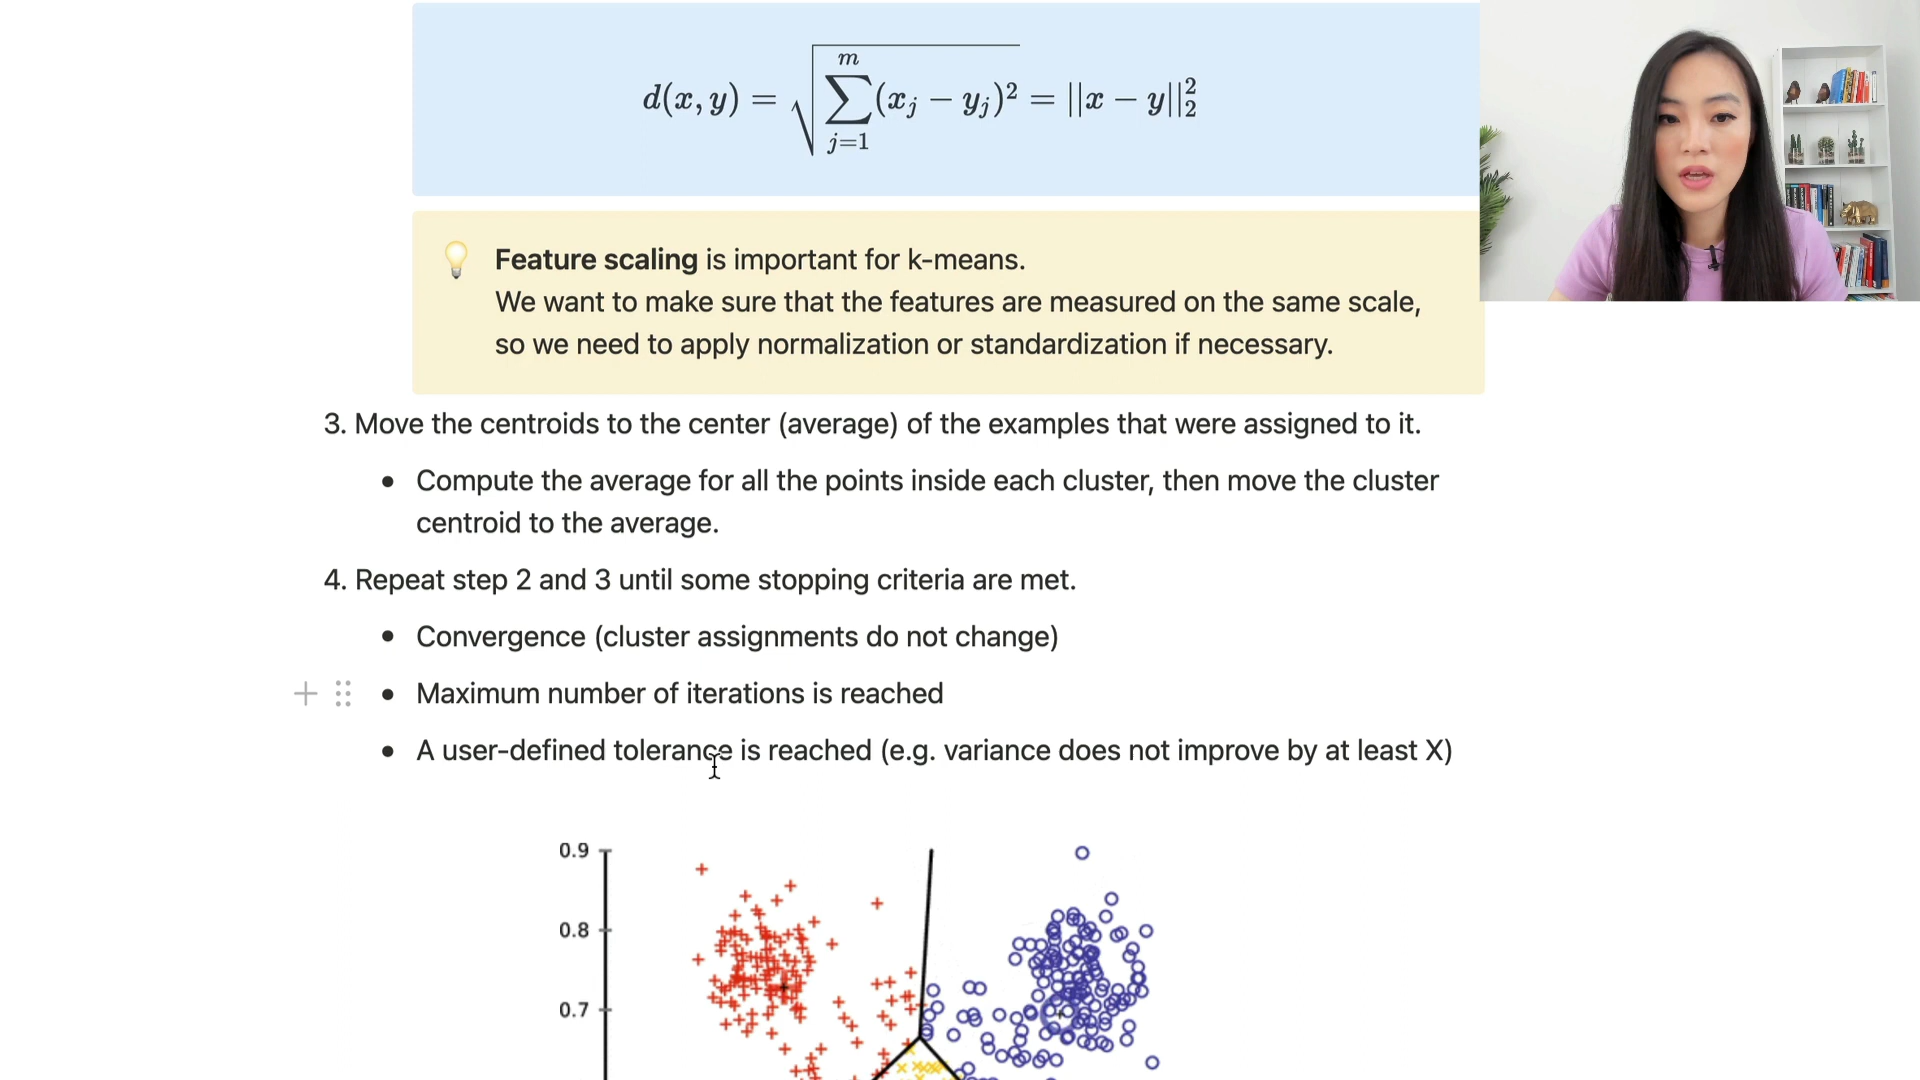 d(x, y) = √∑_{j=1}^{m}(x_j − y_j)² = ||x − y||₂²
Feature scaling is important for k-means.
We want to make sure that the features are measured on the same scale,
so we need to apply normalization or standardization if necessary.
3. Move the centroids to the center (average) of the examples that were assigned to it.
• Compute the average for all the points inside each cluster, then move the cluster
centroid to the average.
4. Repeat step 2 and 3 until some stopping criteria are met.
• Convergence (cluster assignments do not change)
• Maximum number of iterations is reached
• A user-defined tolerance is reached (e.g. variance does not improve by at least X)
0.9
0.8
0.7